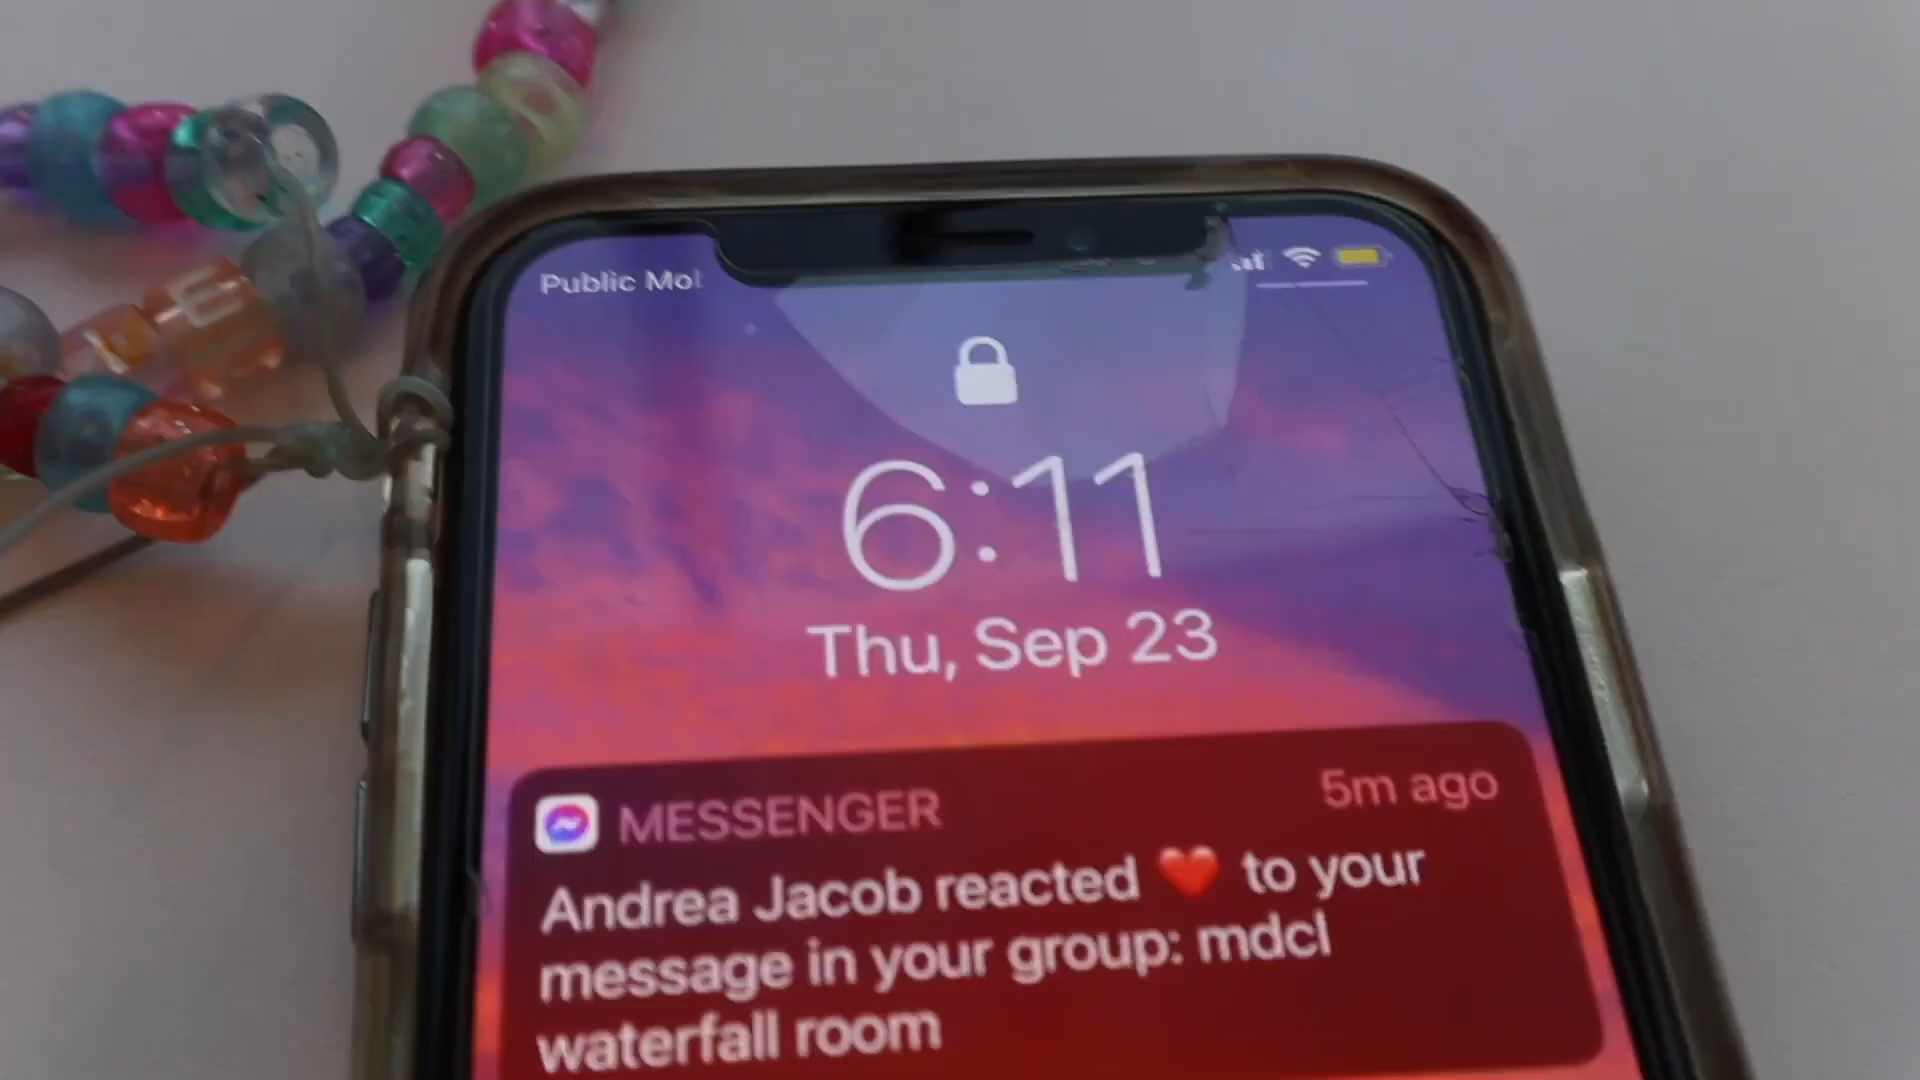 Public Mol
6:11
Thu, Sep 23
MESSENGER
5m ago
Andrea Jacob reacted ❤️ to your
message in your group: mdcl
waterfall room
E